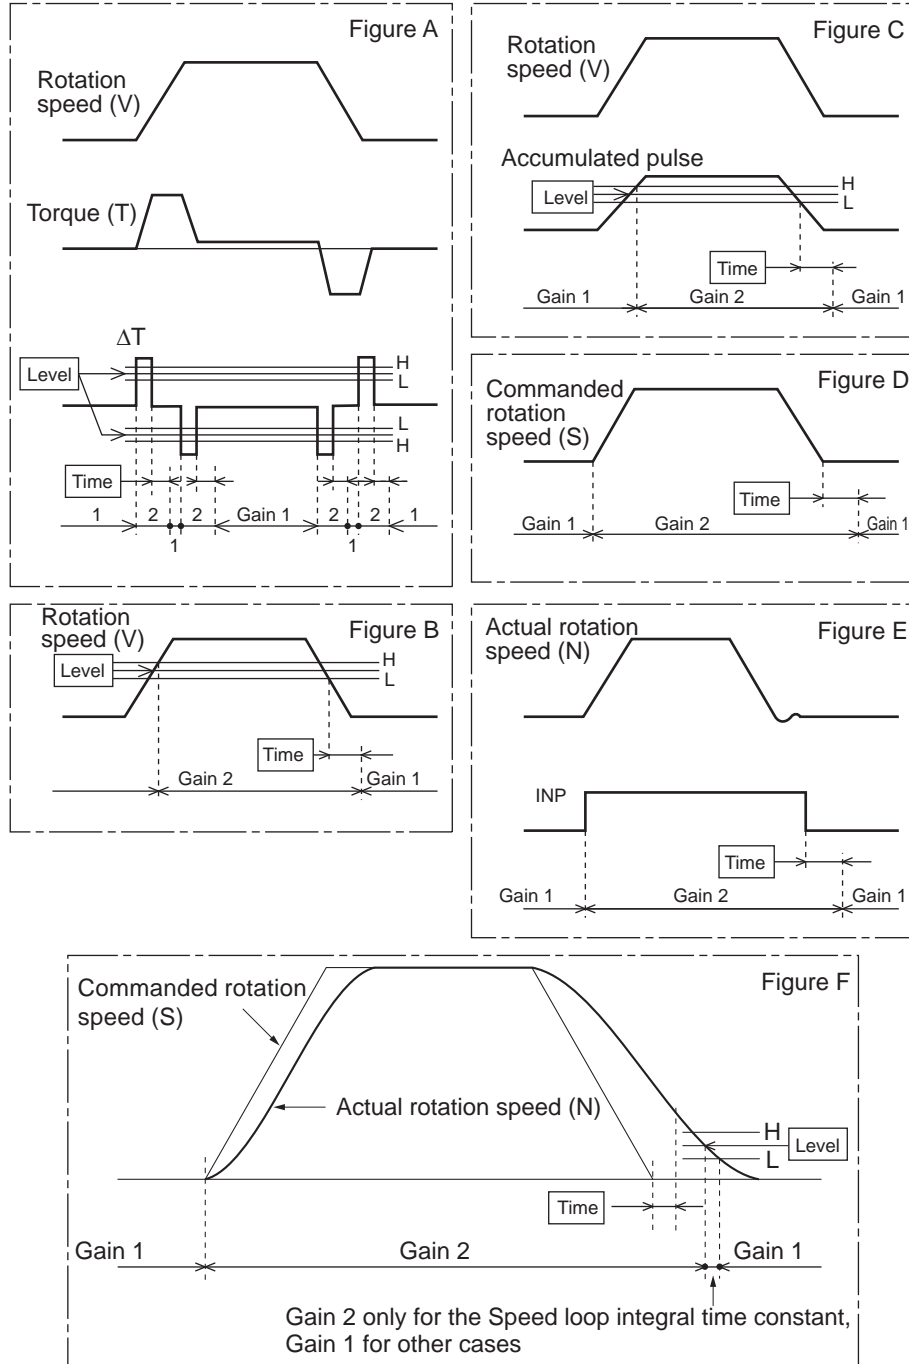 Figure A
Rotation
speed (V)
Torque (T)
ΔT
Level
H
L
L
H
Time
1
2
2
Gain 1
2
2
1
1
1
Figure B
Rotation
speed (V)
Level
H
L
Time
Gain 2
Gain 1
Figure C
Rotation
speed (V)
Accumulated pulse
Level
H
L
Time
Gain 1
Gain 2
Gain 1
Figure D
Commanded
rotation
speed (S)
Time
Gain 1
Gain 2
Gain 1
Figure E
Actual rotation
speed (N)
INP
Time
Gain 1
Gain 2
Gain 1
Figure F
Commanded rotation
speed (S)
Actual rotation speed (N)
H
Level
L
Time
Gain 1
Gain 2
Gain 1
Gain 2 only for the Speed loop integral time constant,
Gain 1 for other cases